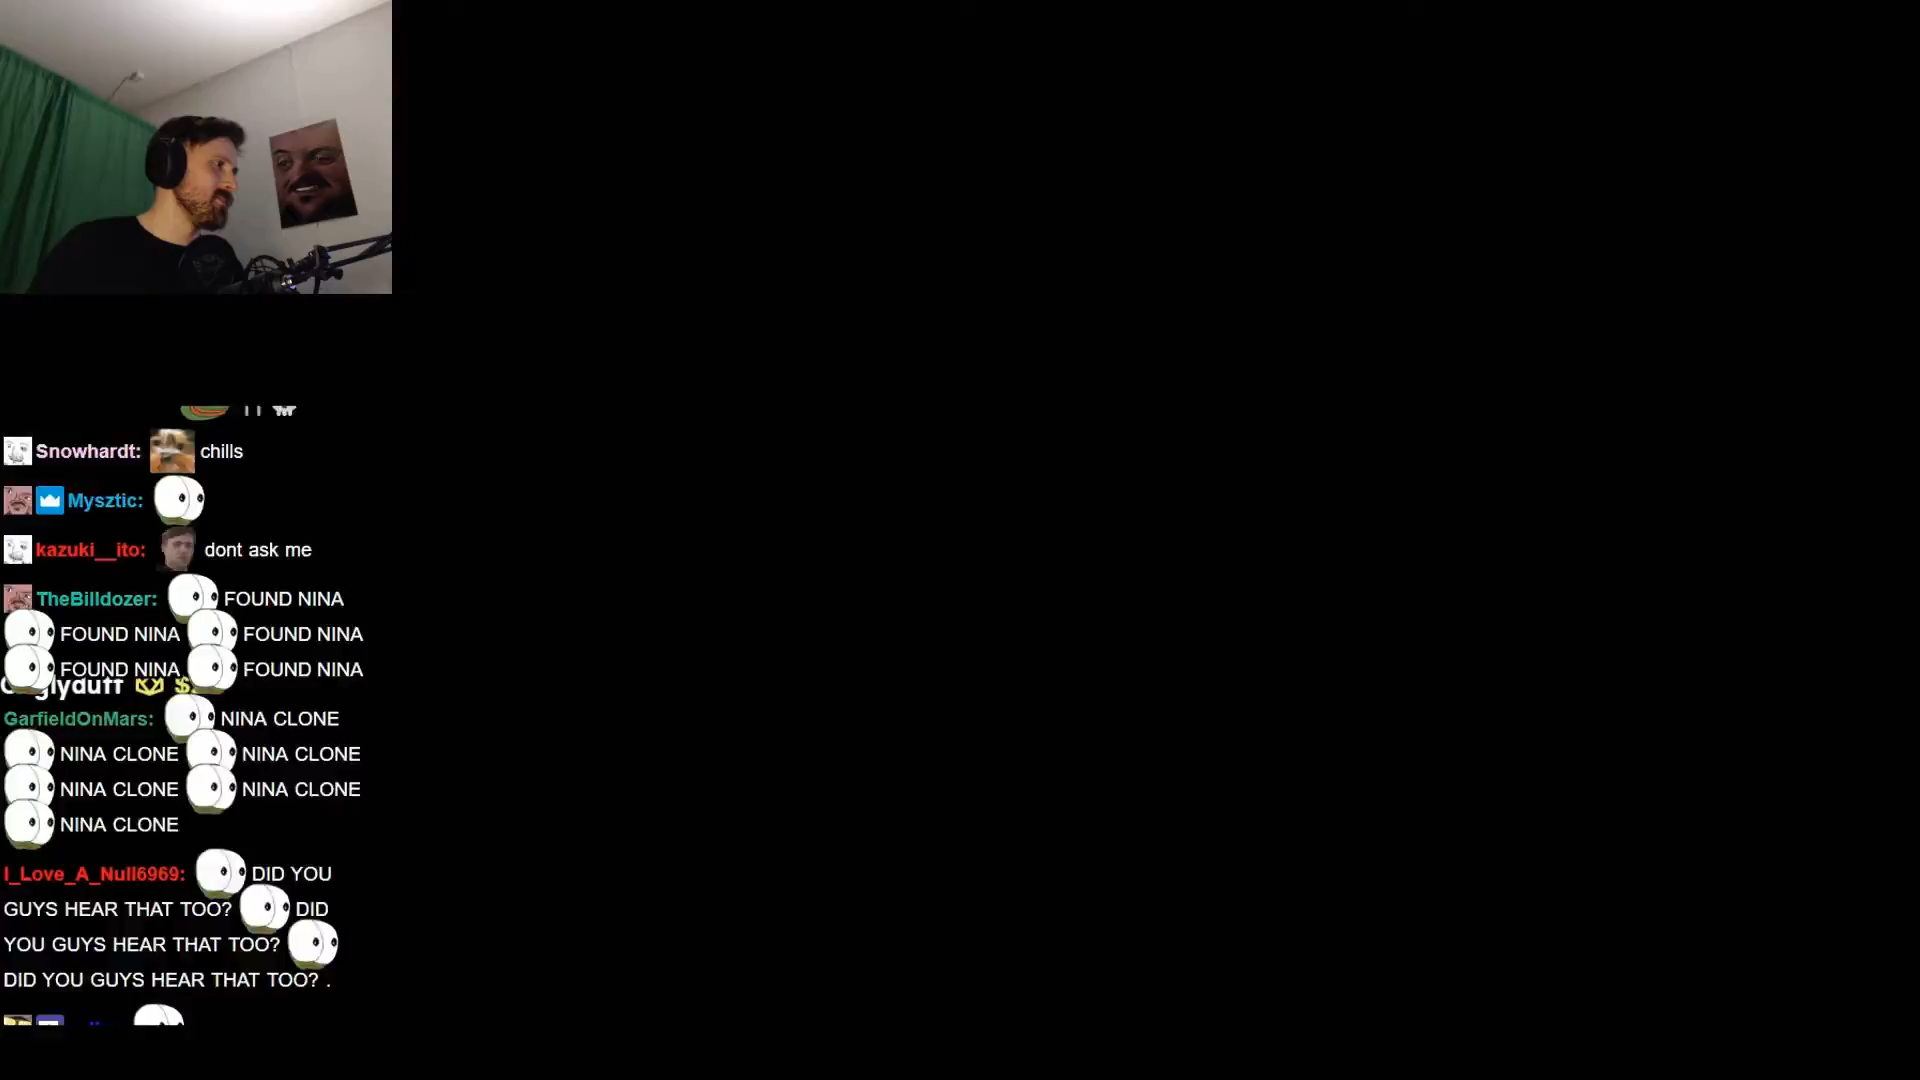 Snowhardt: chills
Mysztic:
kazuki__ito: dont ask me
TheBilldozer: FOUND NINA
FOUND NINA FOUND NINA
FOUND NINA FOUND NINA
glyduff $
GarfieldOnMars: NINA CLONE
NINA CLONE NINA CLONE
NINA CLONE NINA CLONE
NINA CLONE
I_Love_A_Null6969: DID YOU
GUYS HEAR THAT TOO? DID
YOU GUYS HEAR THAT TOO?
DID YOU GUYS HEAR THAT TOO? .